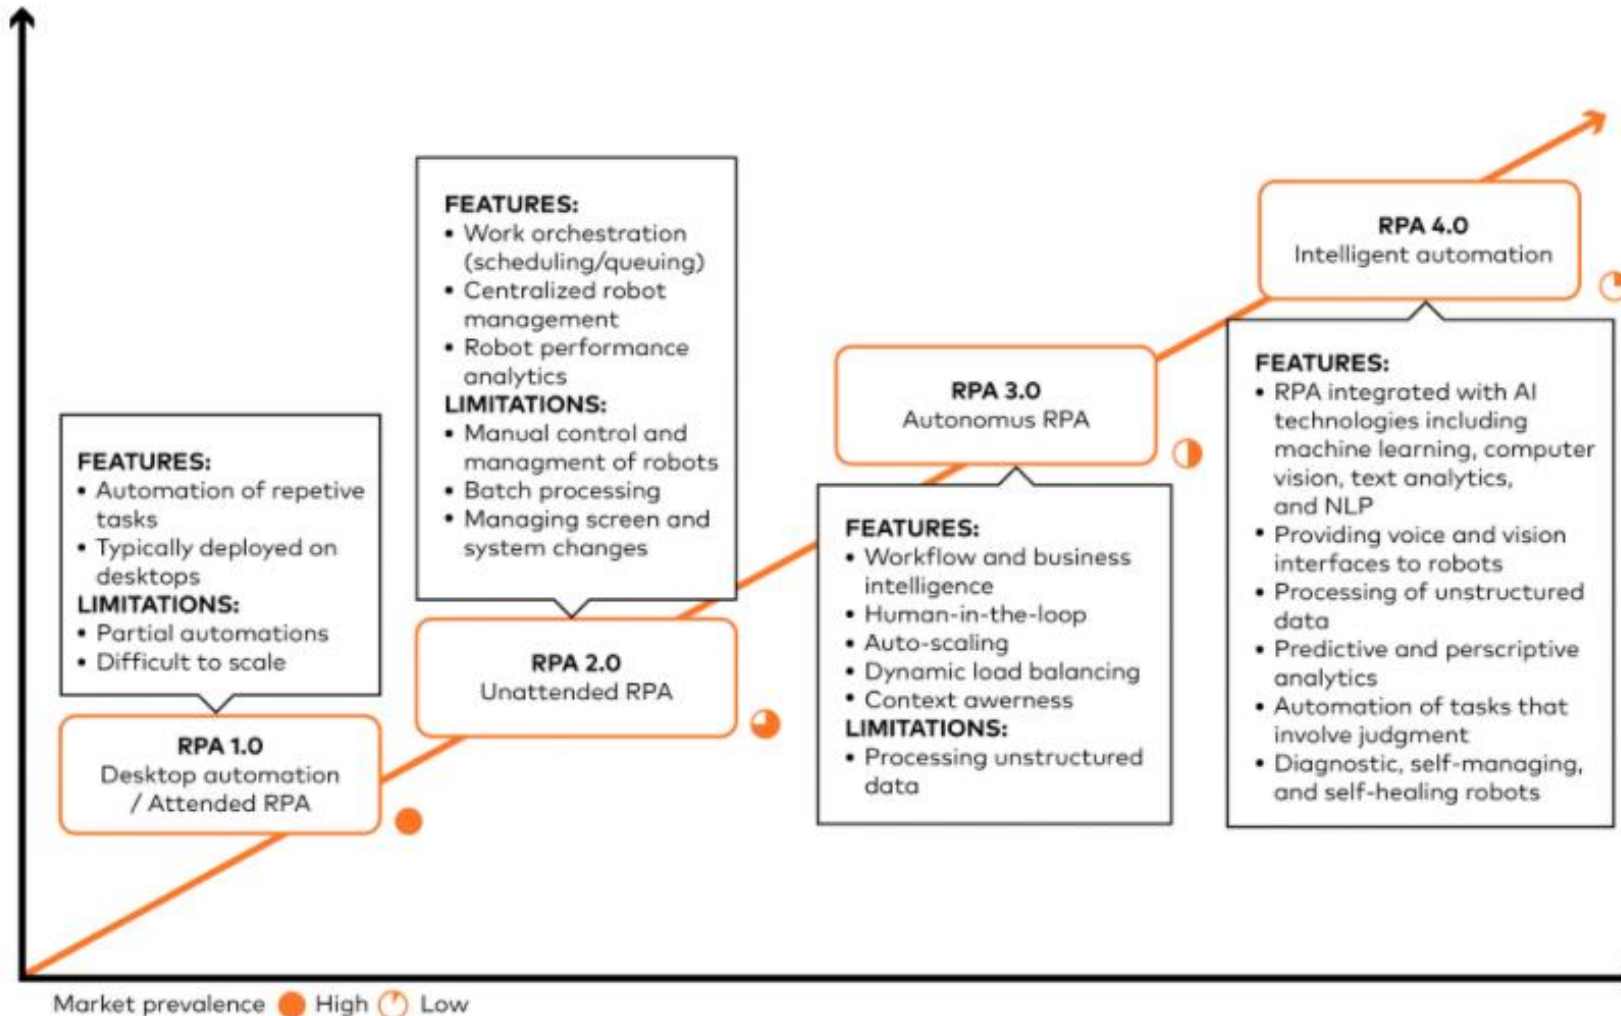 FEATURES:
• Automation of repetive
tasks
• Typically deployed on
desktops
LIMITATIONS:
• Partial automations
• Difficult to scale
RPA 1.0
Desktop automation
/ Attended RPA
FEATURES:
• Work orchestration
(scheduling/queuing)
• Centralized robot
management
• Robot performance
analytics
LIMITATIONS:
• Manual control and
managment of robots
• Batch processing
• Managing screen and
system changes
RPA 2.0
Unattended RPA
RPA 3.0
Autonomus RPA
FEATURES:
• Workflow and business
intelligence
• Human-in-the-loop
• Auto-scaling
• Dynamic load balancing
• Context awerness
LIMITATIONS:
• Processing unstructured
data
RPA 4.0
Intelligent automation
FEATURES:
• RPA integrated with AI
technologies including
machine learning, computer
vision, text analytics,
and NLP
• Providing voice and vision
interfaces to robots
• Processing of unstructured
data
• Predictive and perscriptive
analytics
• Automation of tasks that
involve judgment
• Diagnostic, self-managing,
and self-healing robots
Market prevalence High Low